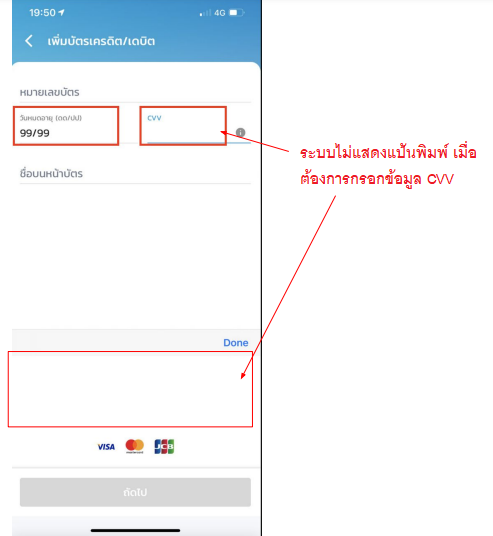 19:50
4G
เพิ่มบัตรเครดิต/เดบิต
หมายเลขบัตร
วันหมดอายุ (ดด/ปป)
CVV
99/99
ระบบไม่แสดงแป้นพิมพ์ เมื่อ
ต้องการกรอกข้อมูล CVV
ชื่อบนหน้าบัตร
Done
VISA
JCB
ถัดไป